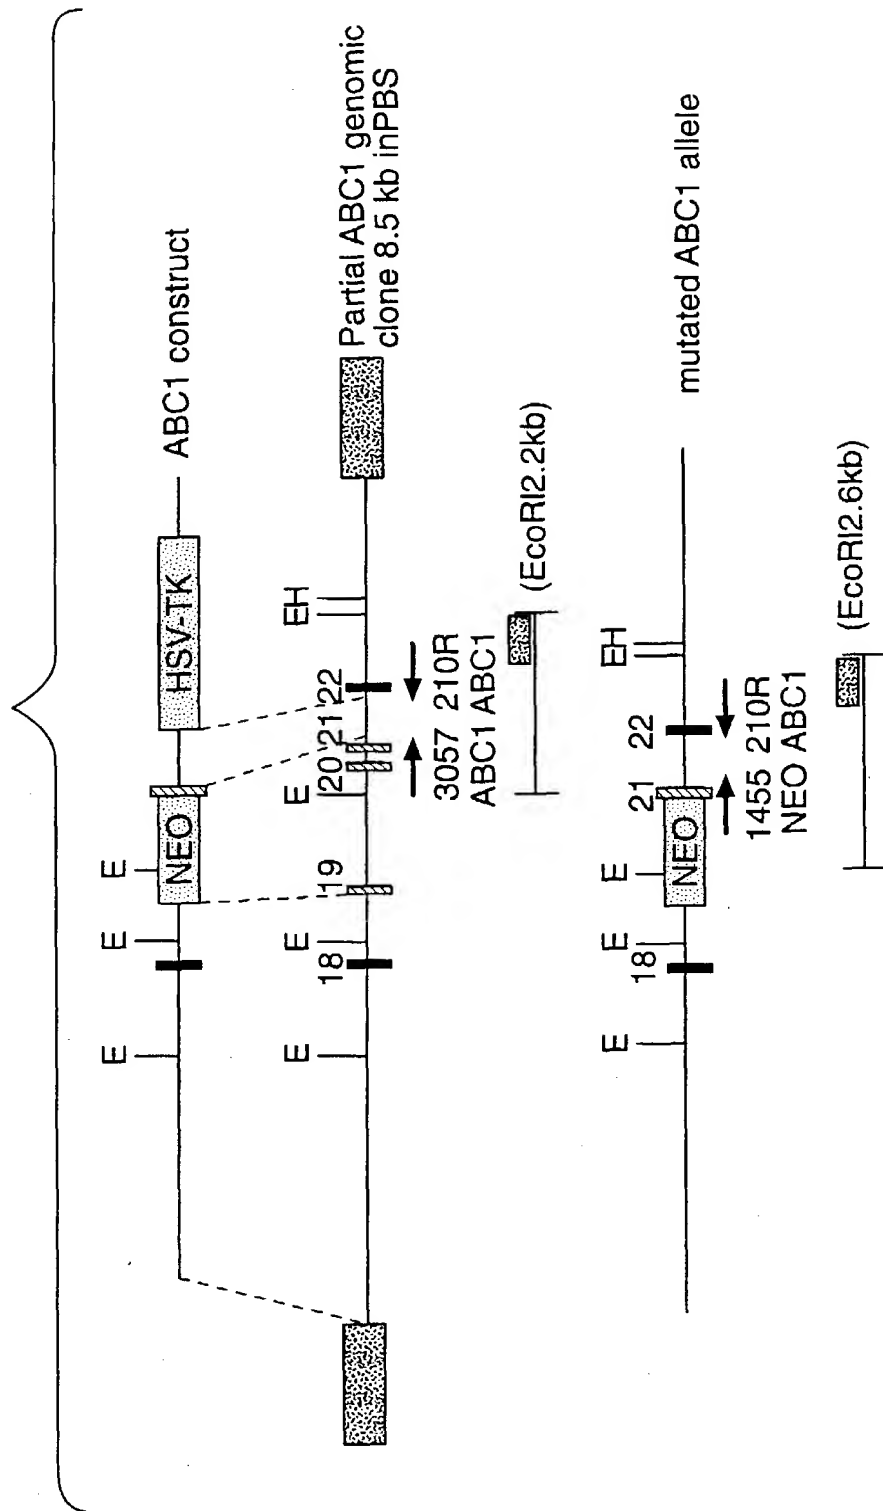 E E E NEO HSV-TK ABC1 construct
E E 19 E 20 21 22 EH
18
Partial ABC1 genomic
clone 8.5 kb inPBS
3057 210R
ABC1 ABC1
(EcoRI2.2kb)
E E E 21 22 EH
18 NEO
mutated ABC1 allele
1455 210R
NEO ABC1
(EcoRI2.6kb)